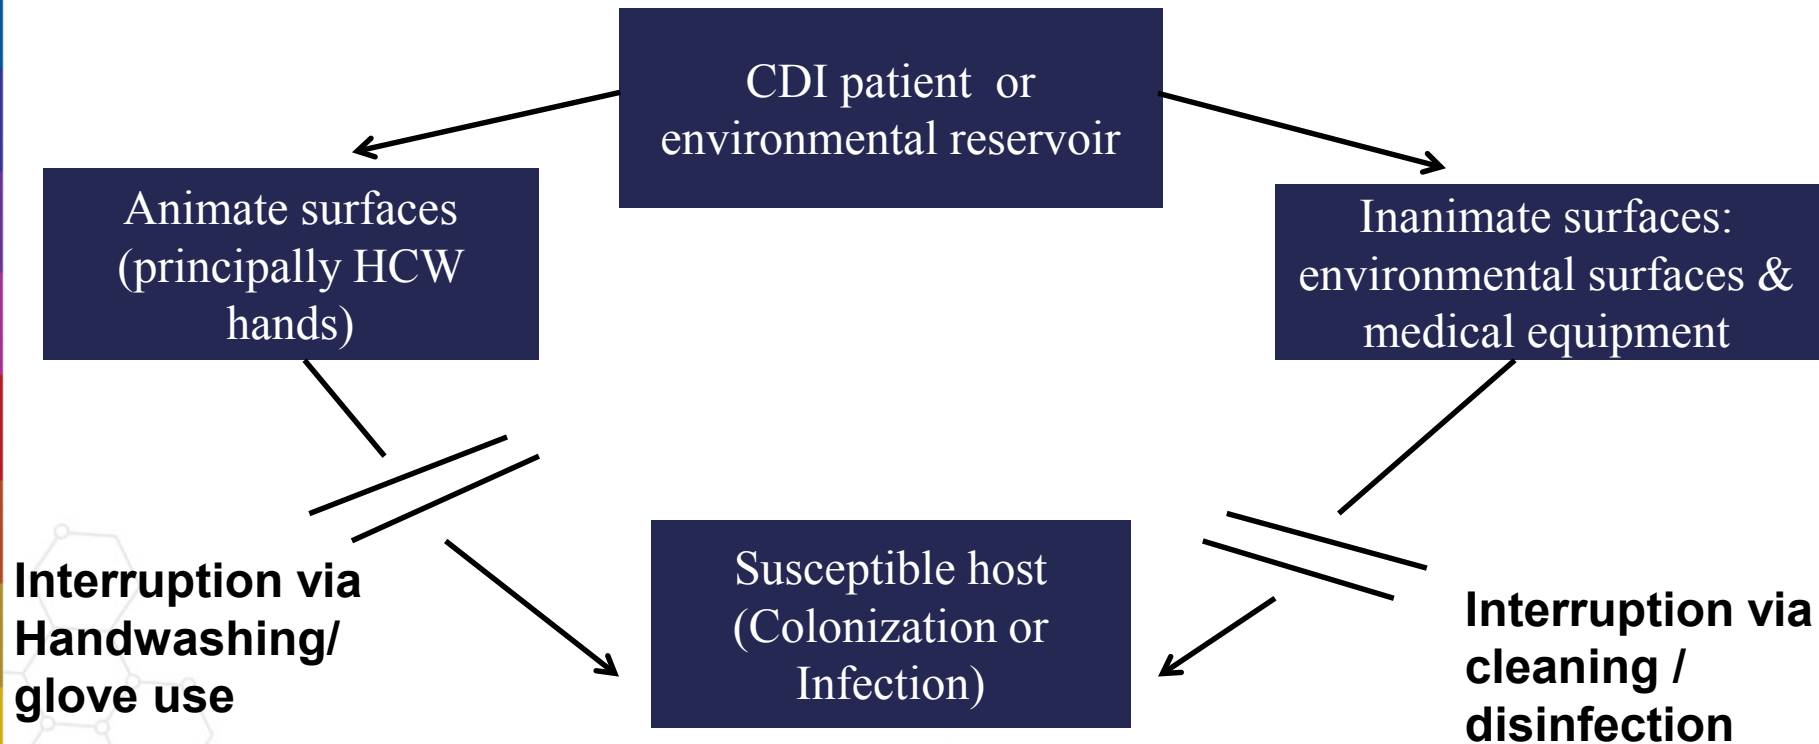 CDI patient or
environmental reservoir
Animate surfaces
(principally HCW
hands)
Inanimate surfaces:
environmental surfaces &
medical equipment
Interruption via
Handwashing/
glove use
Susceptible host
(Colonization or
Infection)
Interruption via
cleaning /
disinfection